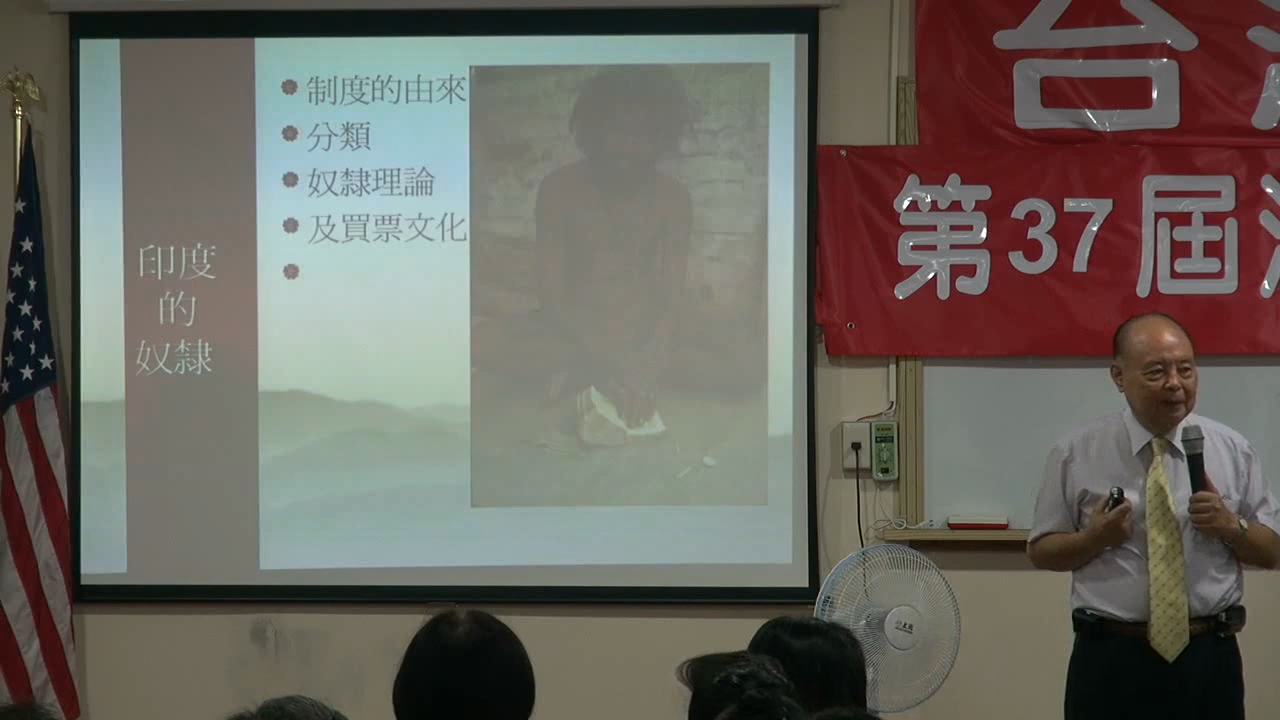 制度的由來
分類
奴隸理論
及買票文化
印度
的
奴隸
台
第37屆